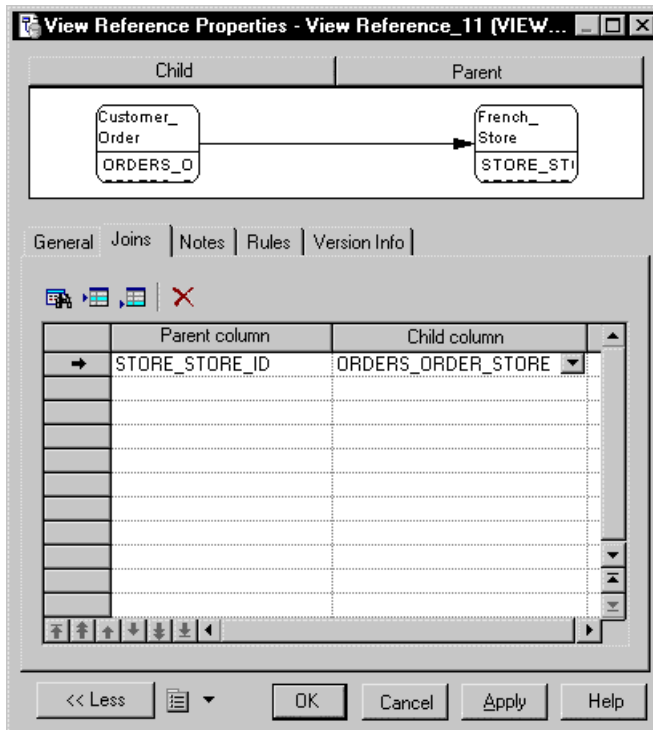 View Reference Properties - View Reference_11 (VIEW...
Child Parent
Customer_ French_
Order Store
ORDERS_O STORE_ST
General Joins Notes Rules Version Info
Parent column Child column
STORE_STORE_ID ORDERS_ORDER_STORE
<< Less OK Cancel Apply Help